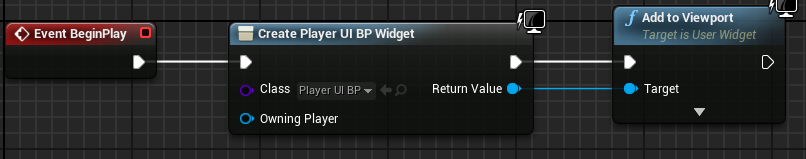 Event BeginPlay
Create Player UI BP Widget
Class Player UI BP
Return Value
Owning Player
Add to Viewport
Target is User Widget
Target